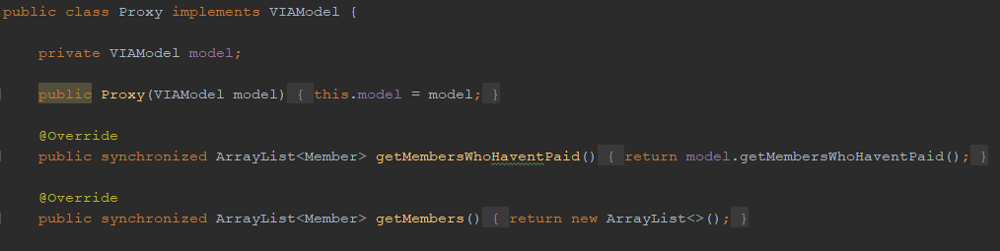 public class Proxy implements VIAModel {
private VIAModel model;
public Proxy(VIAModel model) { this.model = model; }
@Override
public synchronized ArrayList<Member> getMembersWhoHaventPaid() { return model.getMembersWhoHaventPaid(); }
@Override
public synchronized ArrayList<Member> getMembers() { return new ArrayList<>(); }